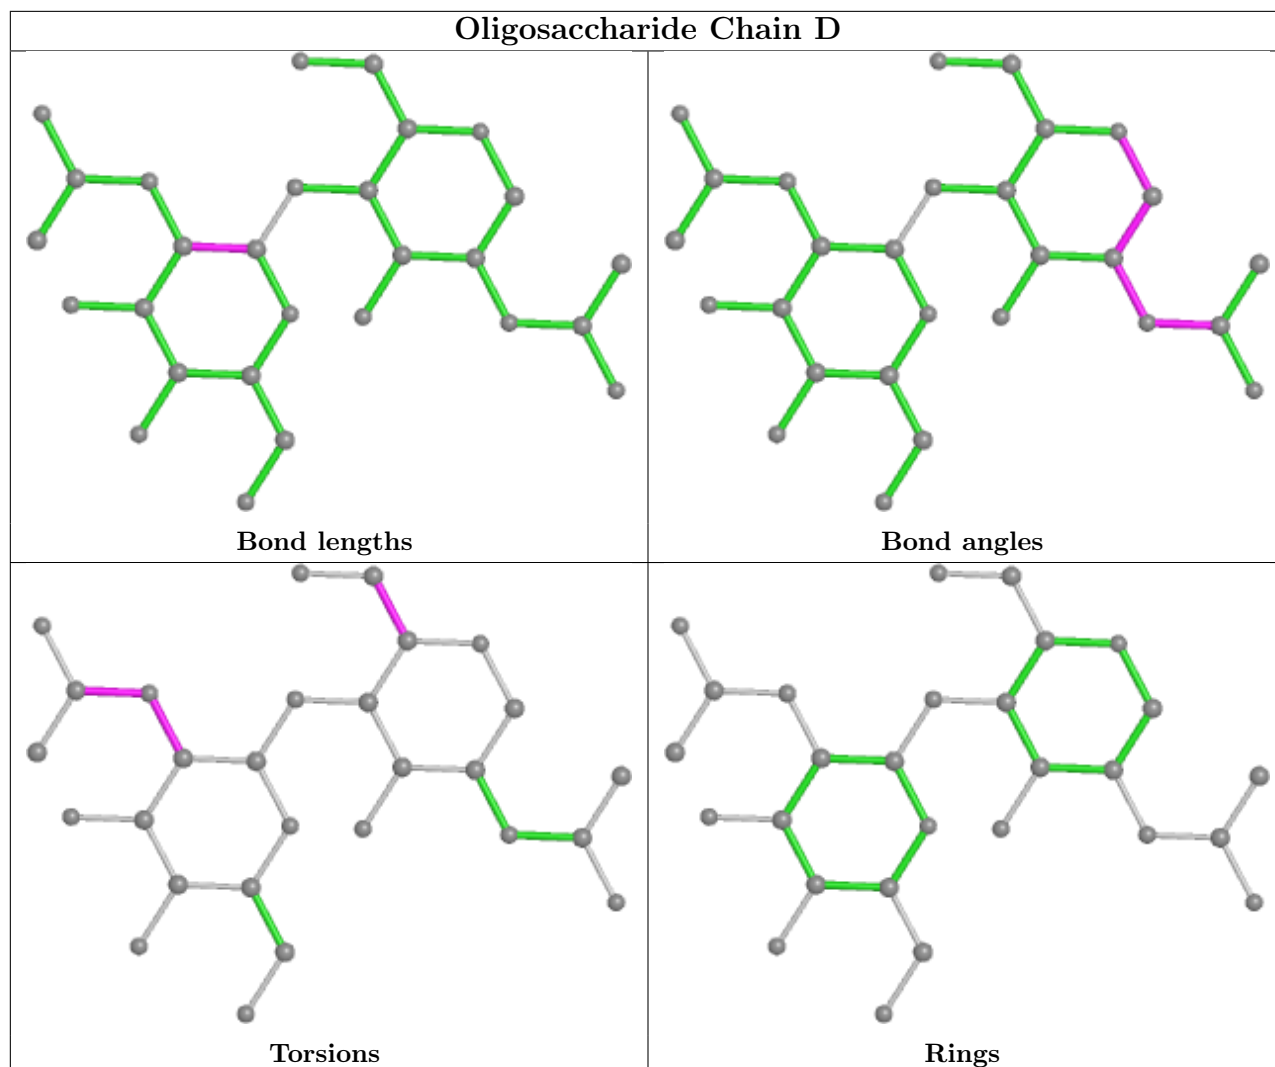 Oligosaccharide Chain D
Bond lengths
Bond angles
Torsions
Rings